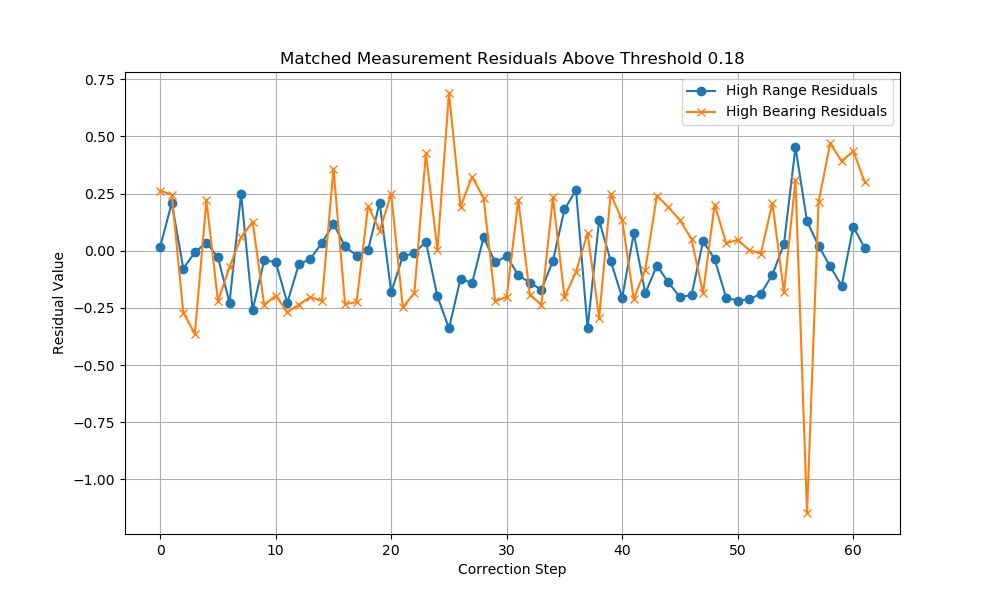 Matched Measurement Residuals Above Threshold 0.18
High Range Residuals
High Bearing Residuals
Residual Value
0.75
0.50
0.25
0.00
−0.25
−0.50
−0.75
−1.00
0 10 20 30 40 50 60
Correction Step